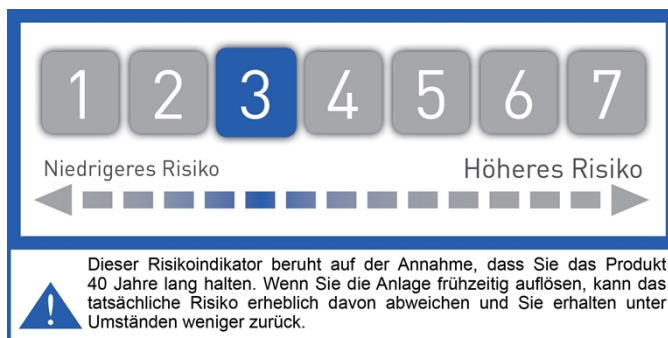 1 2 3 4 5 6 7
Niedrigeres Risiko Höheres Risiko
Dieser Risikoindikator beruht auf der Annahme, dass Sie das Produkt
40 Jahre lang halten. Wenn Sie die Anlage frühzeitig auflösen, kann das
tatsächliche Risiko erheblich davon abweichen und Sie erhalten unter
Umständen weniger zurück.